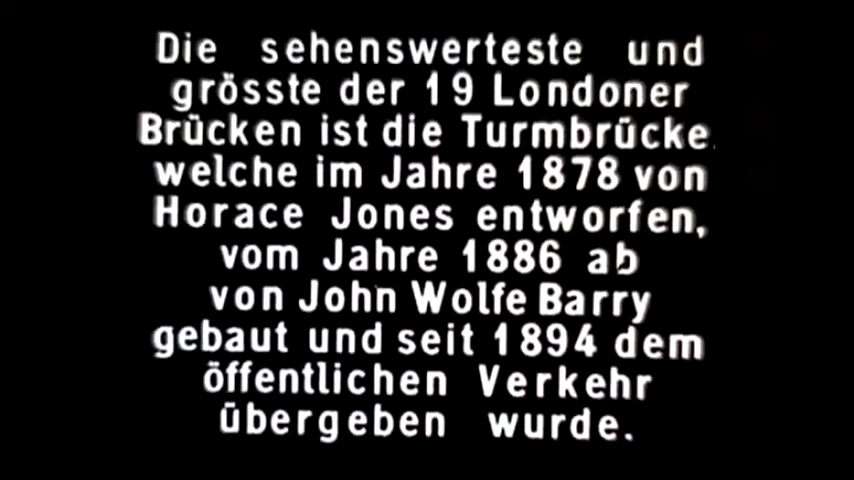 Die sehenswerteste und
grösste der 19 Londoner
Brücken ist die Turmbrücke,
welche im Jahre 1878 von
Horace Jones entworfen,
vom Jahre 1886 ab
von John Wolfe Barry
gebaut und seit 1894 dem
öffentlichen Verkehr
übergeben wurde.